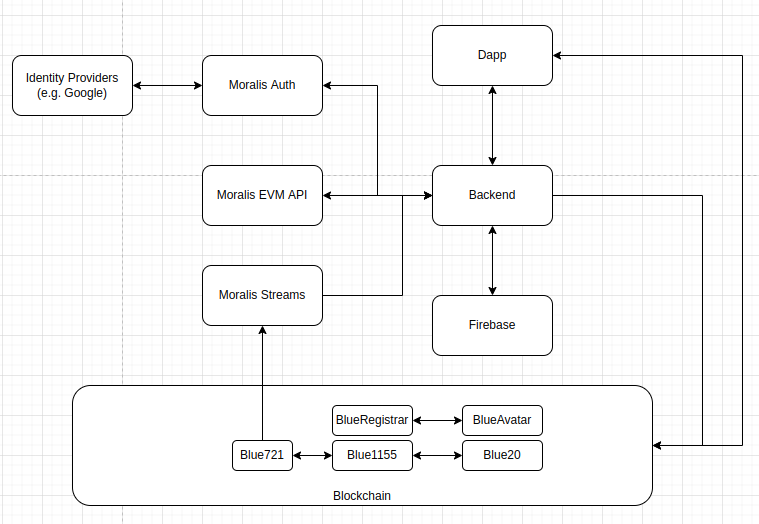 Dapp
Identity Providers
(e.g. Google)
Moralis Auth
Moralis EVM API
Backend
Moralis Streams
Firebase
BlueRegistrar
BlueAvatar
Blue721
Blue1155
Blue20
Blockchain